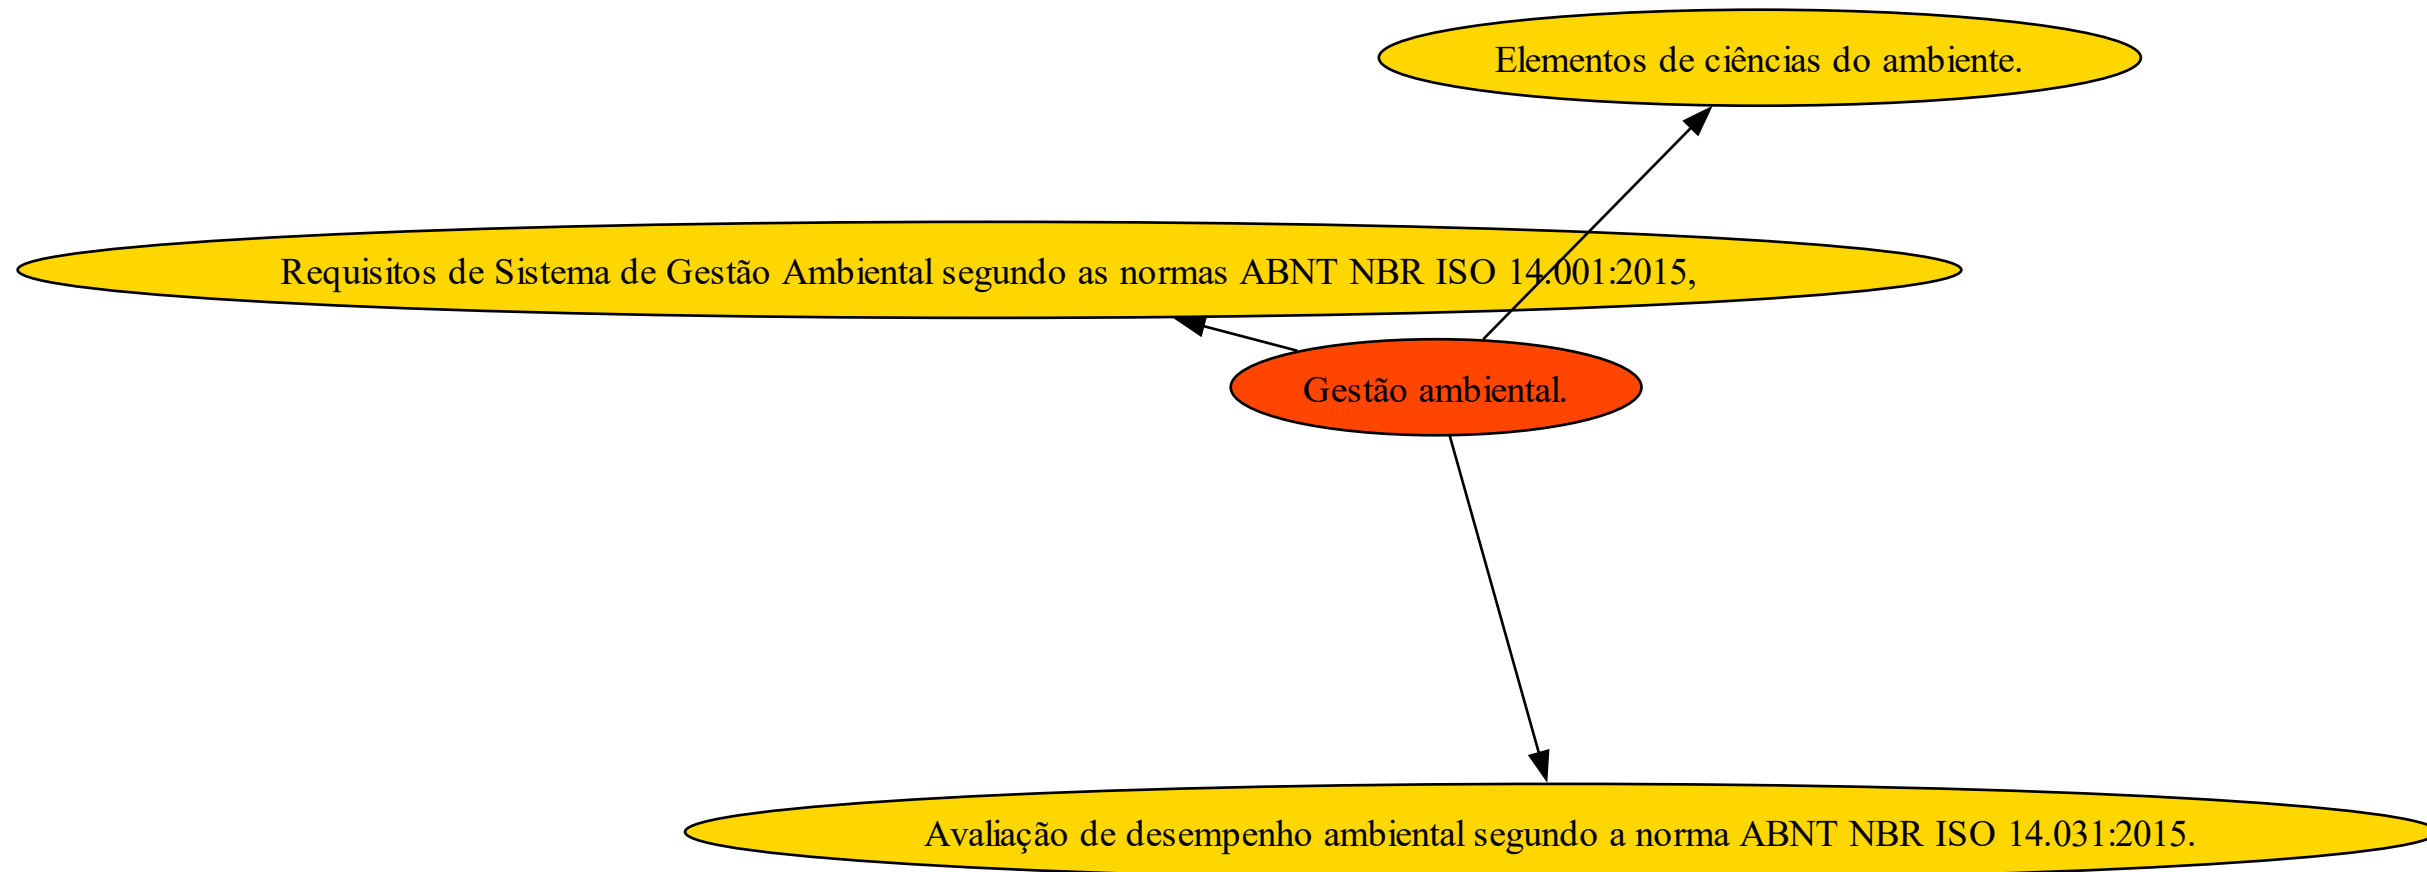 Elementos de ciências do ambiente.
Requisitos de Sistema de Gestão Ambiental segundo as normas ABNT NBR ISO 14.001:2015,
Gestão ambiental.
Avaliação de desempenho ambiental segundo a norma ABNT NBR ISO 14.031:2015.